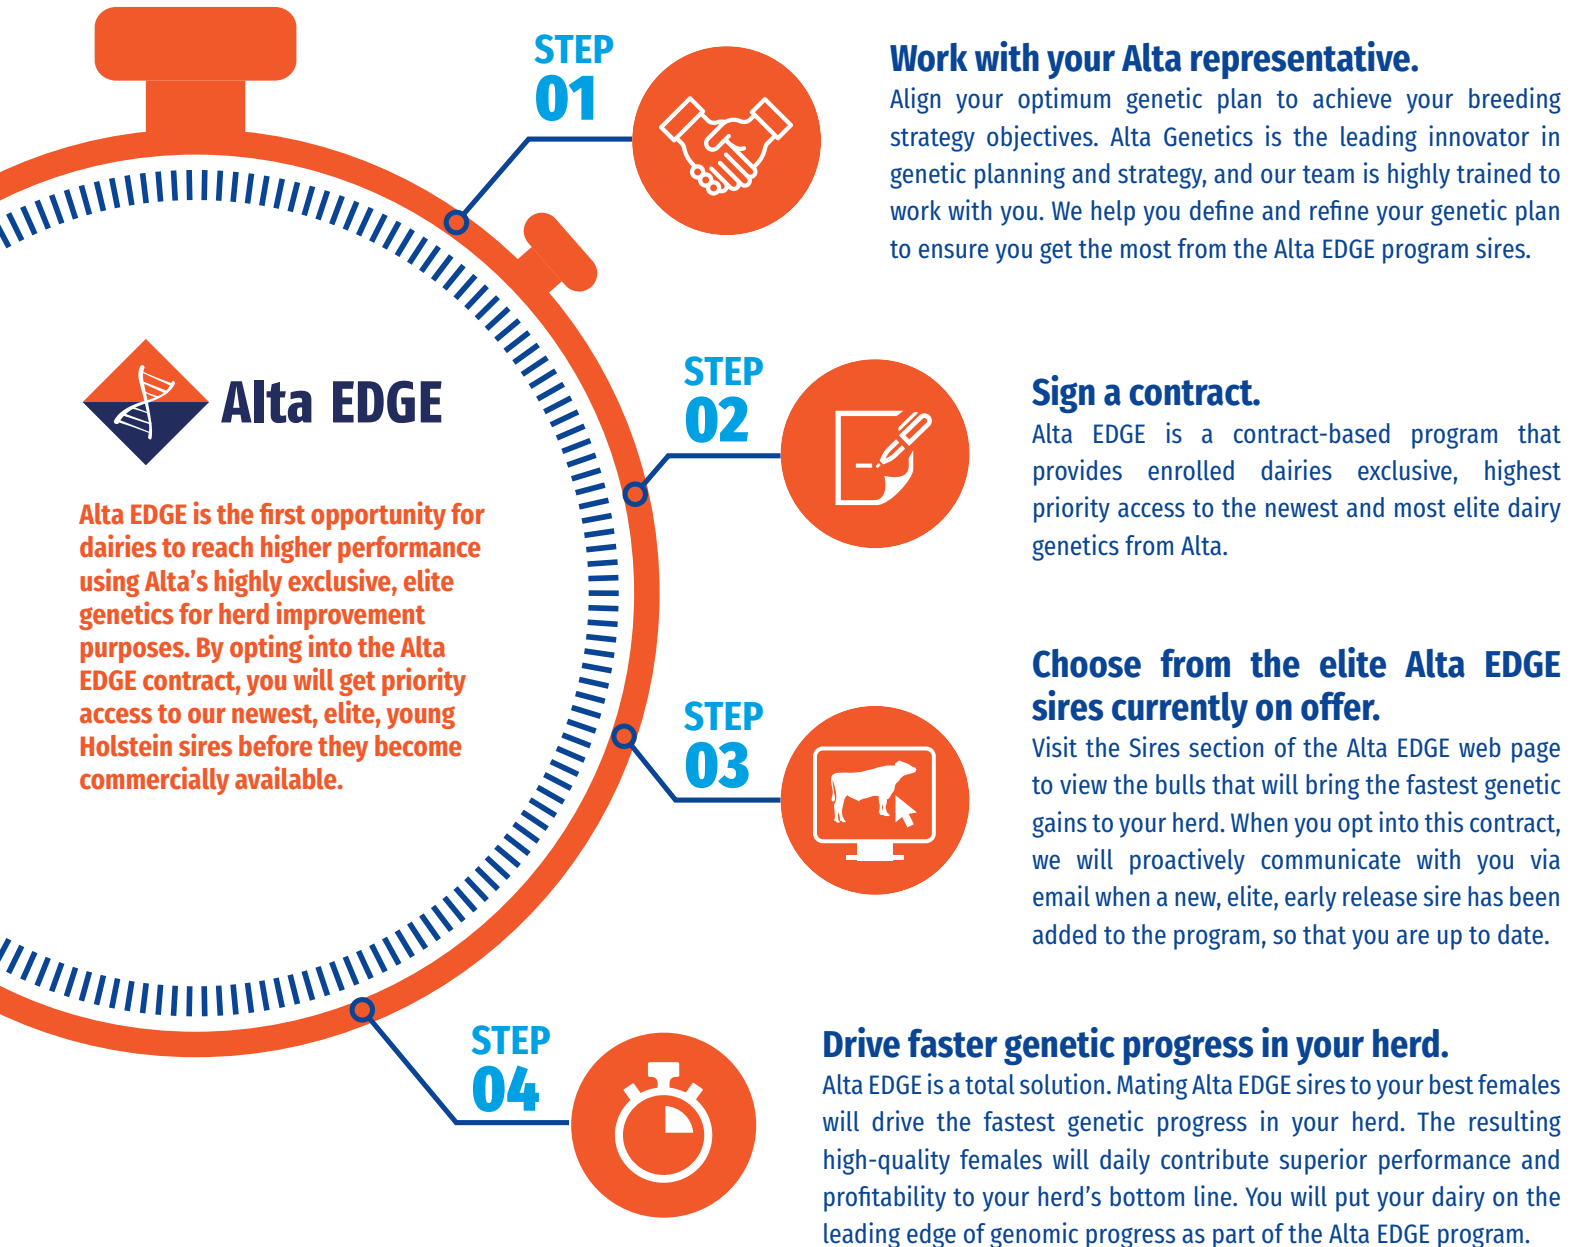 Alta EDGE
Alta EDGE is the first opportunity for
dairies to reach higher performance
using Alta’s highly exclusive, elite
genetics for herd improvement
purposes. By opting into the Alta
EDGE contract, you will get priority
access to our newest, elite, young
Holstein sires before they become
commercially available.
STEP
01
Work with your Alta representative.
Align your optimum genetic plan to achieve your breeding
strategy objectives. Alta Genetics is the leading innovator in
genetic planning and strategy, and our team is highly trained to
work with you. We help you define and refine your genetic plan
to ensure you get the most from the Alta EDGE program sires.
STEP
02
Sign a contract.
Alta EDGE is a contract-based program that
provides enrolled dairies exclusive, highest
priority access to the newest and most elite dairy
genetics from Alta.
STEP
03
Choose from the elite Alta EDGE
sires currently on offer.
Visit the Sires section of the Alta EDGE web page
to view the bulls that will bring the fastest genetic
gains to your herd. When you opt into this contract,
we will proactively communicate with you via
email when a new, elite, early release sire has been
added to the program, so that you are up to date.
STEP
04
Drive faster genetic progress in your herd.
Alta EDGE is a total solution. Mating Alta EDGE sires to your best females
will drive the fastest genetic progress in your herd. The resulting
high-quality females will daily contribute superior performance and
profitability to your herd’s bottom line. You will put your dairy on the
leading edge of genomic progress as part of the Alta EDGE program.